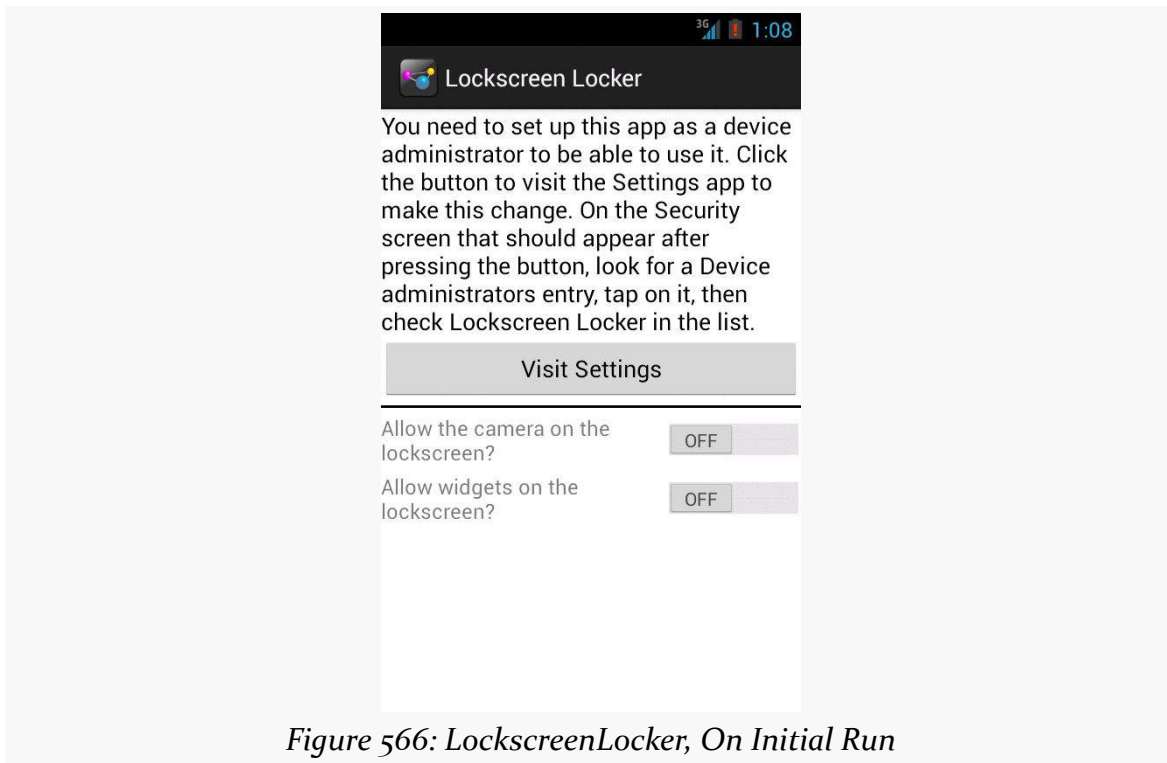 3G 1:08
Lockscreen Locker
You need to set up this app as a device
administrator to be able to use it. Click
the button to visit the Settings app to
make this change. On the Security
screen that should appear after
pressing the button, look for a Device
administrators entry, tap on it, then
check Lockscreen Locker in the list.
Visit Settings
Allow the camera on the
lockscreen?
OFF
Allow widgets on the
lockscreen?
OFF
Figure 566: LockscreenLocker, On Initial Run